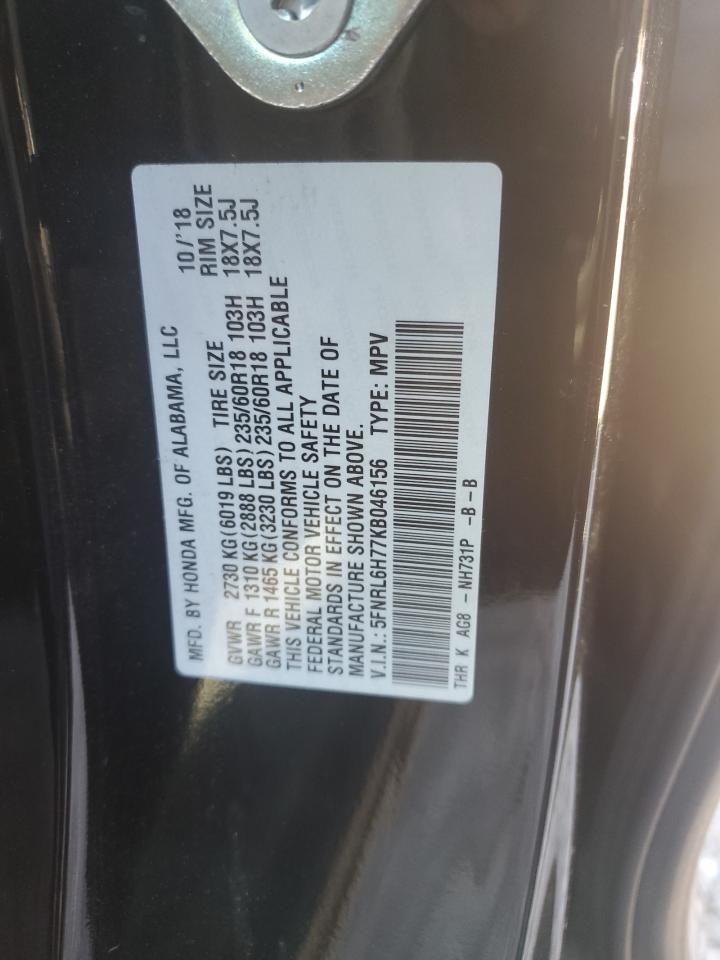 MFD. BY HONDA MFG. OF ALABAMA, LLC 10/'18
GVWR 2730 KG(6019 LBS) TIRE SIZE RIM SIZE
GAWR F 1310 KG(2888 LBS) 235/60R18 103H 18X7.5J
GAWR R 1465 KG(3230 LBS) 235/60R18 103H 18X7.5J
THIS VEHICLE CONFORMS TO ALL APPLICABLE
FEDERAL MOTOR VEHICLE SAFETY
STANDARDS IN EFFECT ON THE DATE OF
MANUFACTURE SHOWN ABOVE.
V.I.N.: 5FNRL6H77KB046156 TYPE: MPV
THR K AG8 - NH731P -B-B